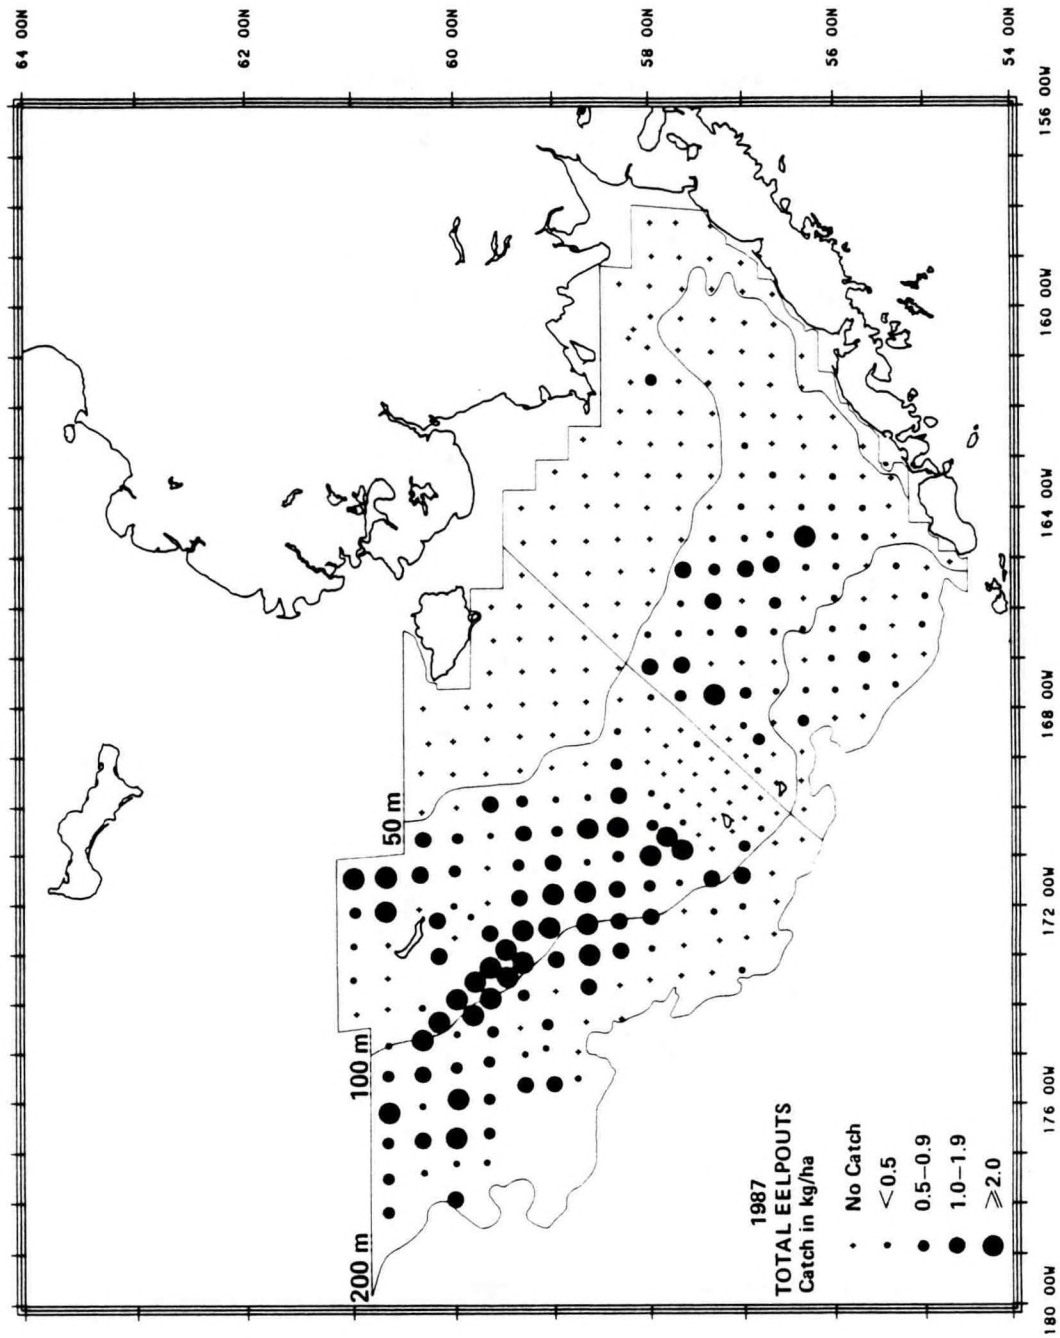 64 00N
62 00N
60 00N
58 00N
56 00N
54 00N
156 00W
160 00W
164 00W
168 00W
172 00W
176 00W
180 00W
50 m
100 m
200 m
1987
TOTAL EELPOUTS
Catch in kg/ha
No Catch
<0.5
0.5–0.9
1.0–1.9
⩾2.0